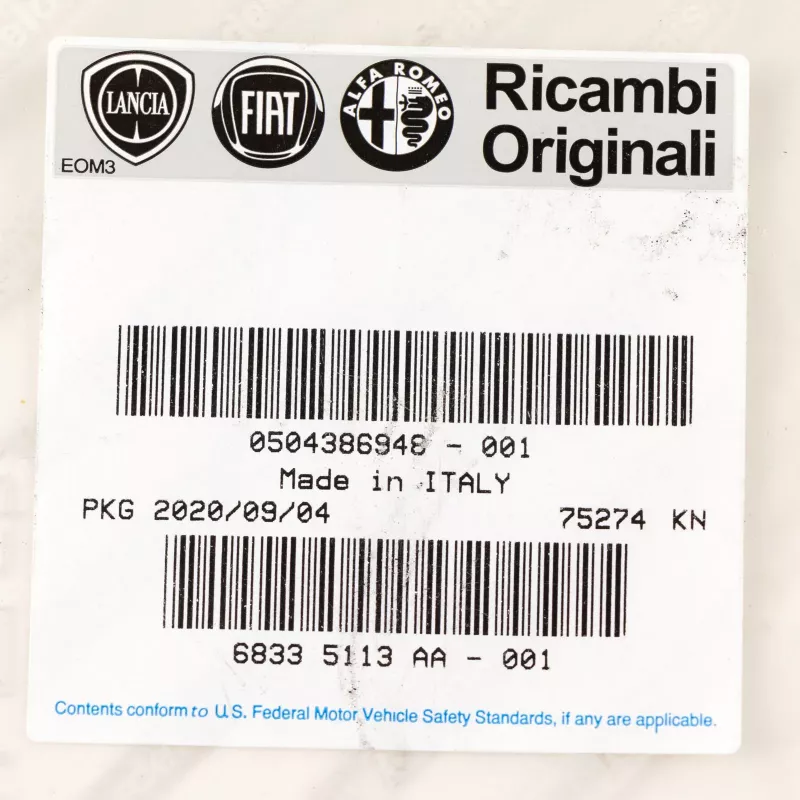 LANCIA
FIAT
ALFA ROMEO
Ricambi
Originali
EOM3
0504386948 - 001
Made in ITALY
PKG 2020/09/04 75274 KN
6833 5113 AA - 001
Contents conform to U.S. Federal Motor Vehicle Safety Standards, if any are applicable.